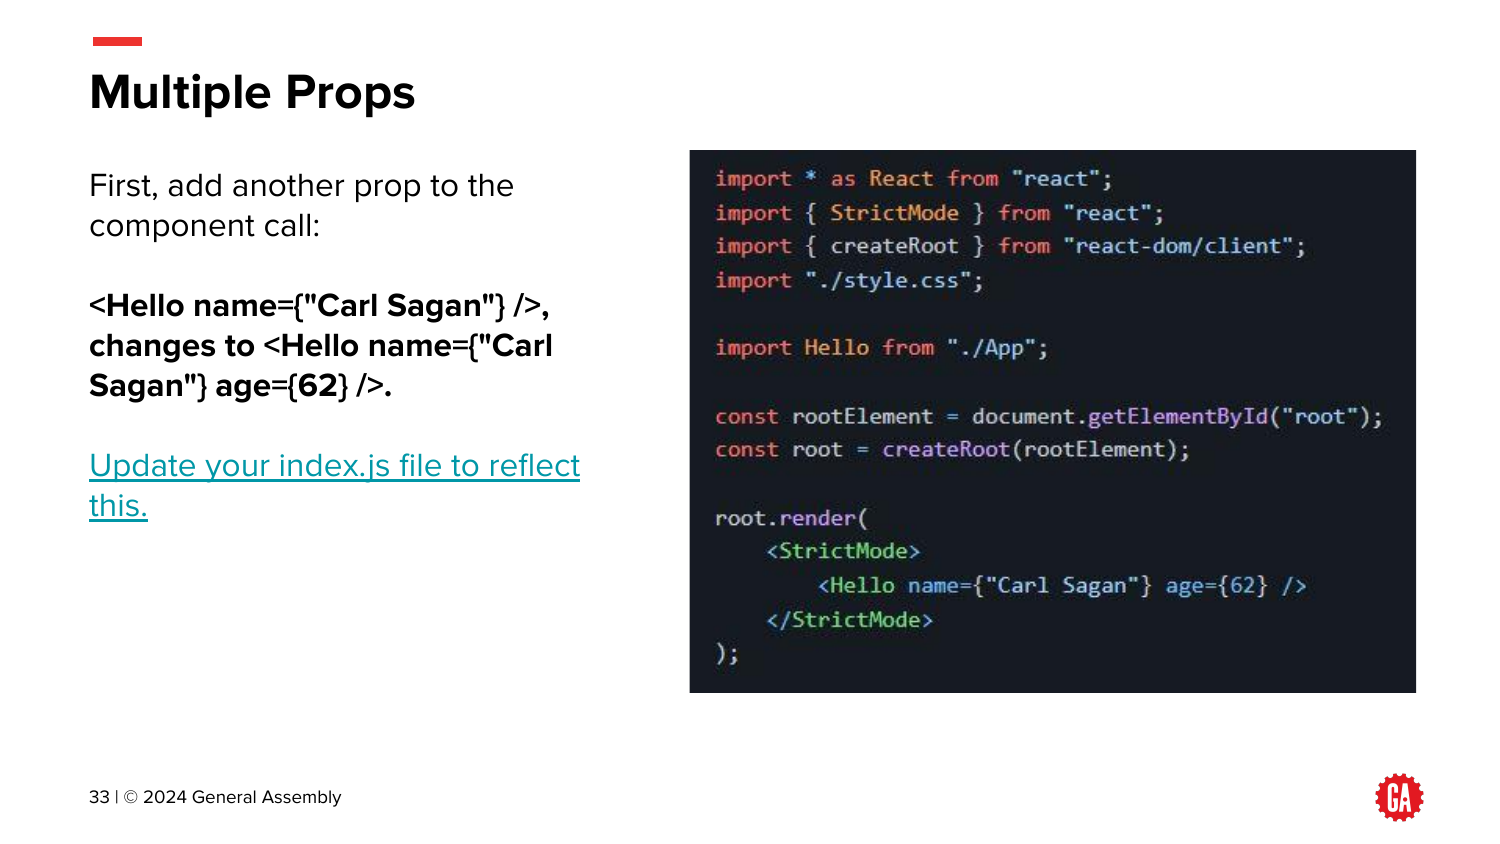 Multiple Props
First, add another prop to the
component call:
<Hello name={"Carl Sagan"} />,
changes to <Hello name={"Carl
Sagan"} age={62} />.
Update your index.js file to reflect
this.
import * as React from "react";
import { StrictMode } from "react";
import { createRoot } from "react-dom/client";
import "./style.css";
import Hello from "./App";
const rootElement = document.getElementById("root");
const root = createRoot(rootElement);
root.render(
    <StrictMode>
        <Hello name={"Carl Sagan"} age={62} />
    </StrictMode>
);
33 | © 2024 General Assembly
GA